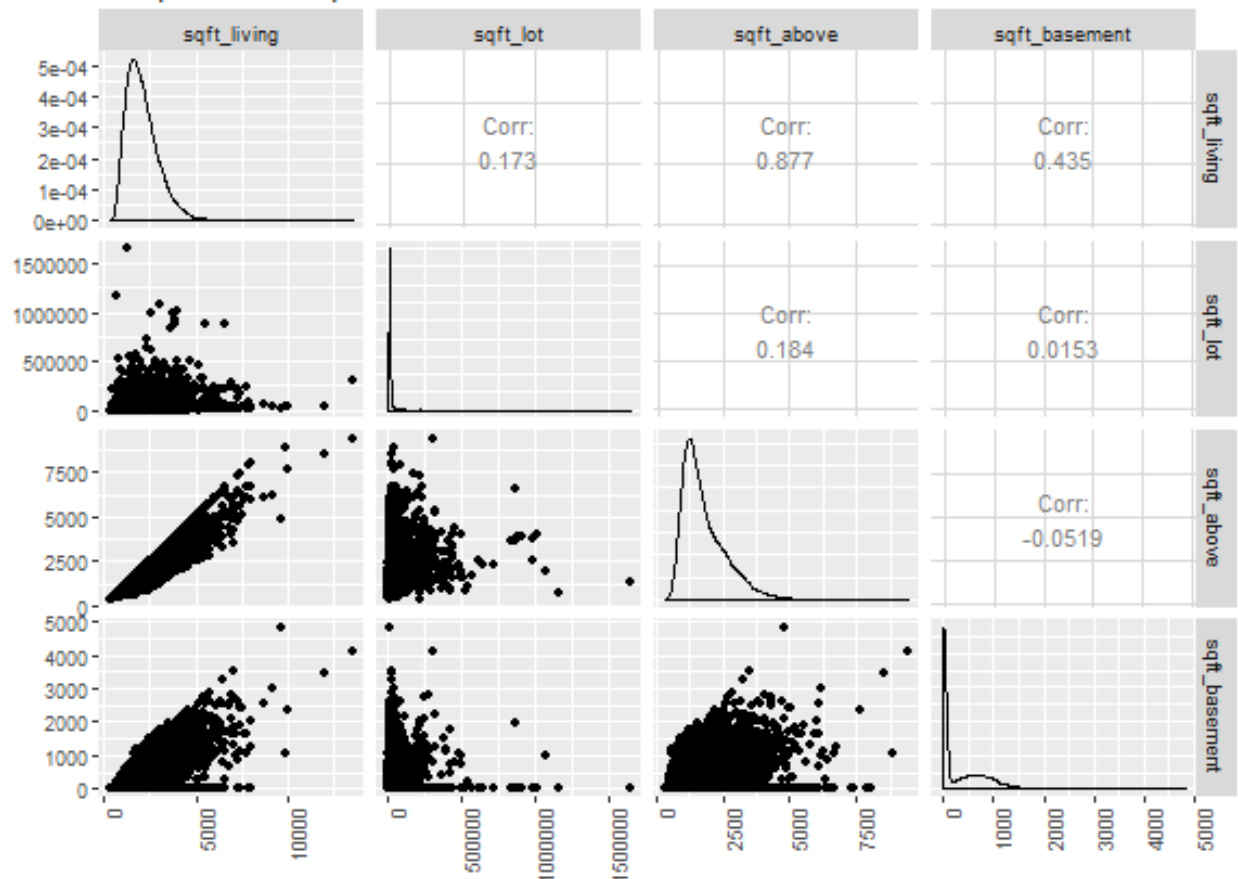 sqft_living sqft_lot sqft_above sqft_basement
5e-04
4e-04
3e-04
2e-04
1e-04
0e+00
Corr:
0.173
Corr:
0.877
Corr:
0.435
sqft_living
1500000
1000000
500000
0
Corr:
0.184
Corr:
0.0153
sqft_lot
7500
5000
2500
0
Corr:
-0.0519
sqft_above
5000
4000
3000
2000
1000
0
sqft_basement
0 5000 10000 0 500000 1000000 1500000 0 2500 5000 7500 0 1000 2000 3000 4000 5000